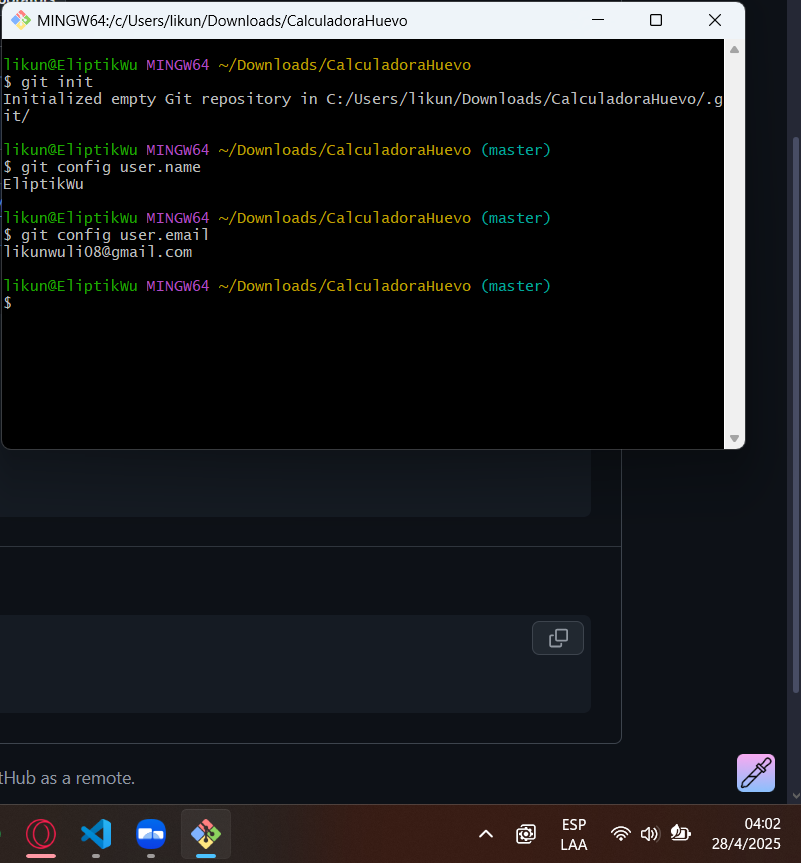 MINGW64:/c/Users/likun/Downloads/CalculadoraHuevo
likun@EliptikWu MINGW64 ~/Downloads/CalculadoraHuevo
$ git init
Initialized empty Git repository in C:/Users/likun/Downloads/CalculadoraHuevo/.g
it/
likun@EliptikWu MINGW64 ~/Downloads/CalculadoraHuevo (master)
$ git config user.name
EliptikWu
likun@EliptikWu MINGW64 ~/Downloads/CalculadoraHuevo (master)
$ git config user.email
likunwuli08@gmail.com
likun@EliptikWu MINGW64 ~/Downloads/CalculadoraHuevo (master)
$
tHub as a remote.
ESP
LAA
04:02
28/4/2025